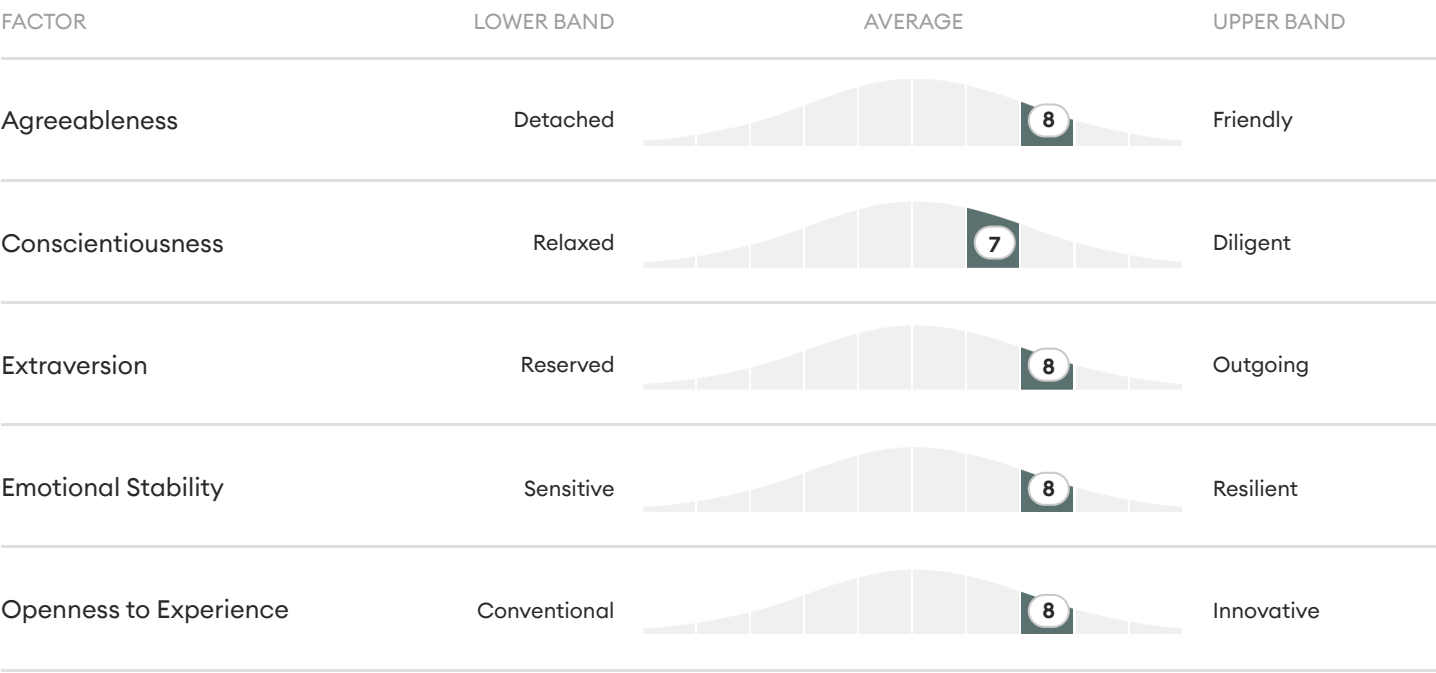 FACTOR LOWER BAND AVERAGE UPPER BAND
Agreeableness Detached 8 Friendly
Conscientiousness Relaxed 7 Diligent
Extraversion Reserved 8 Outgoing
Emotional Stability Sensitive 8 Resilient
Openness to Experience Conventional 8 Innovative